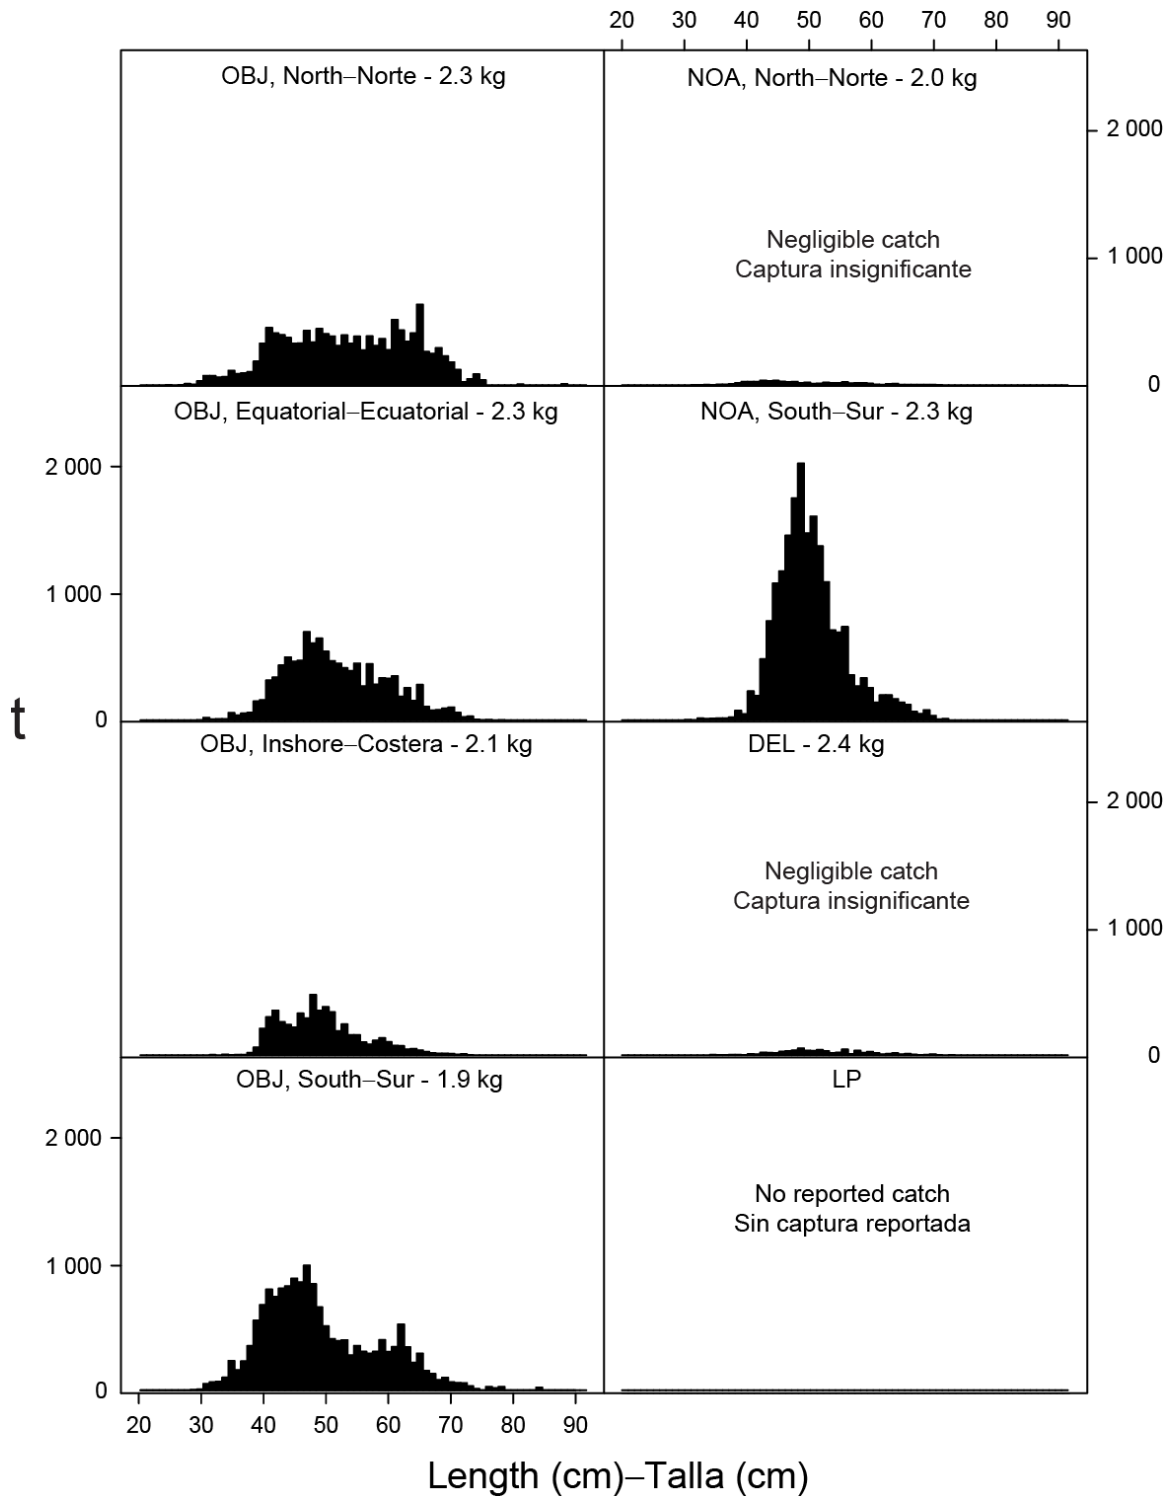 20 30 40 50 60 70 80 90
OBJ, North–Norte - 2.3 kg
NOA, North–Norte - 2.0 kg
2 000
Negligible catch
Captura insignificante
1 000
0
OBJ, Equatorial–Ecuatorial - 2.3 kg
NOA, South–Sur - 2.3 kg
2 000
1 000
0
t
OBJ, Inshore–Costera - 2.1 kg
DEL - 2.4 kg
2 000
Negligible catch
Captura insignificante
1 000
0
OBJ, South–Sur - 1.9 kg
LP
2 000
No reported catch
Sin captura reportada
1 000
0
20 30 40 50 60 70 80 90
Length (cm)–Talla (cm)